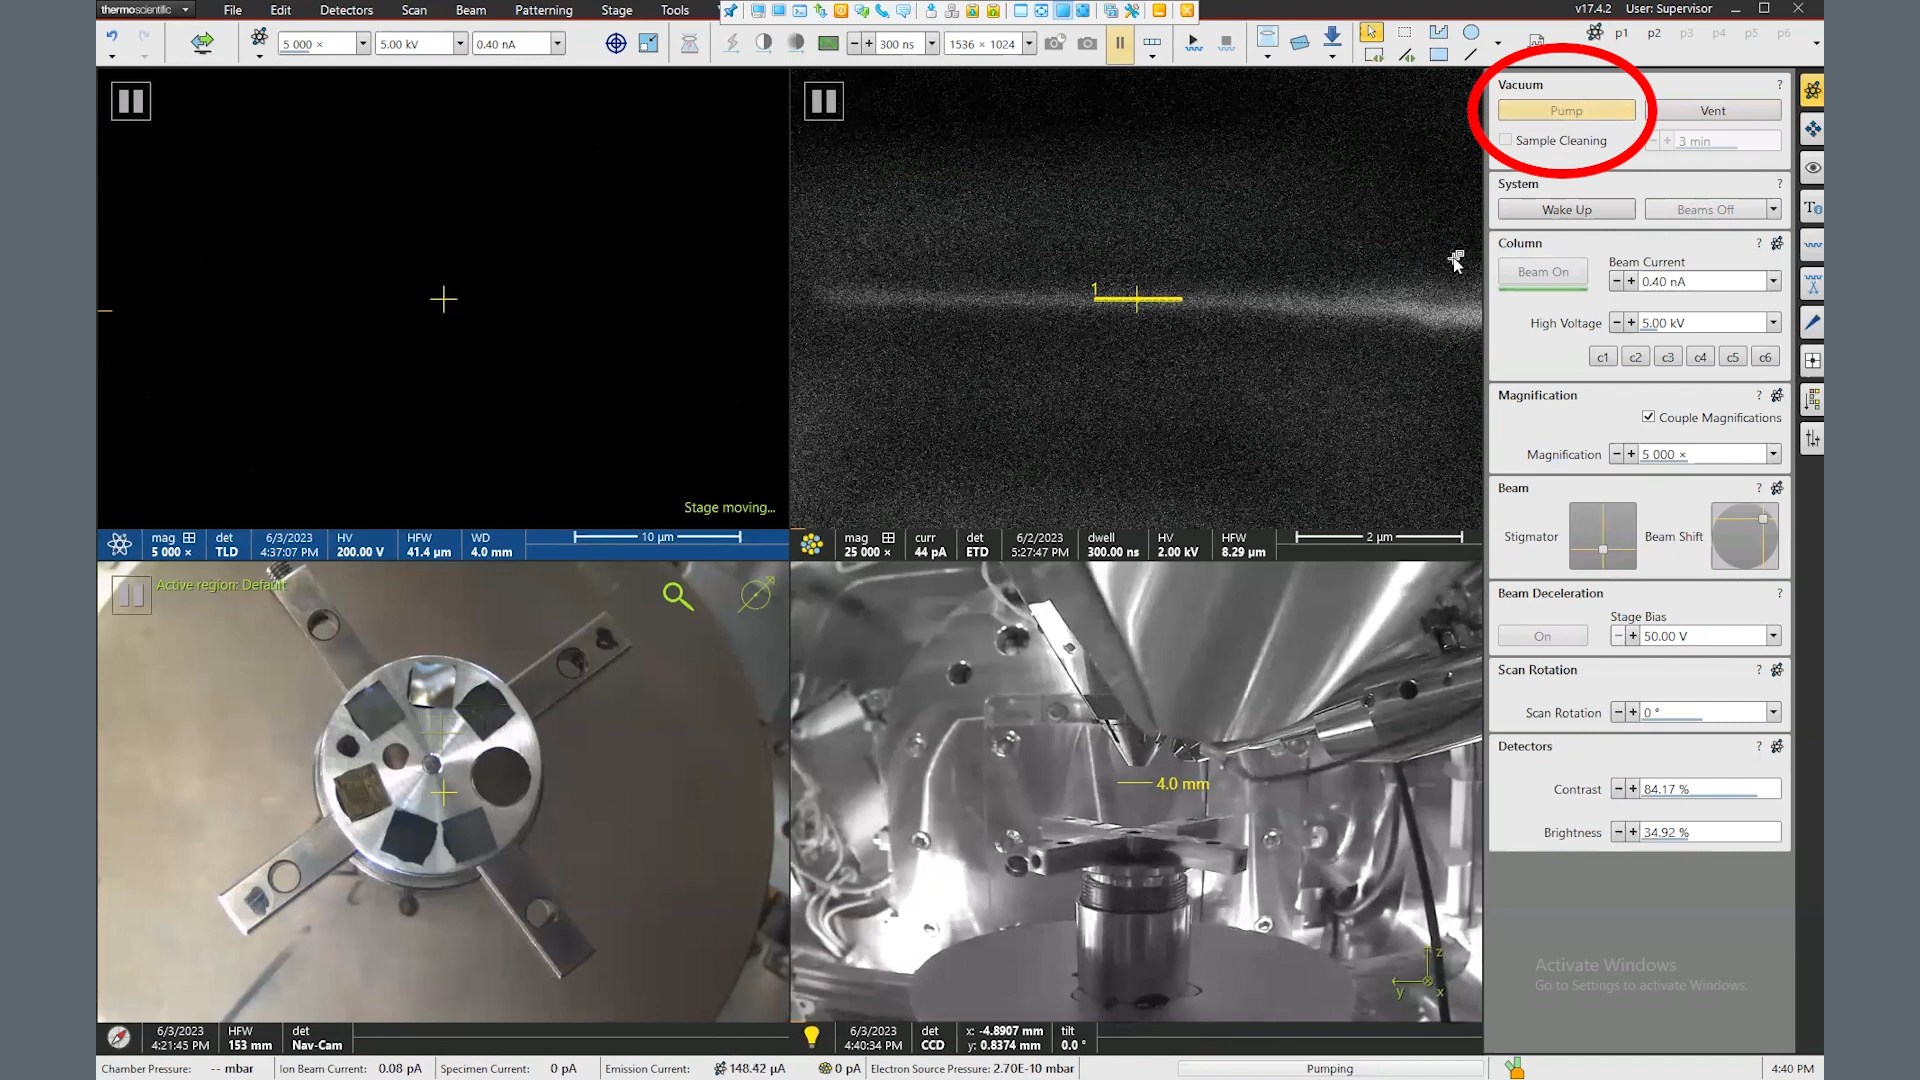 thermoscientific File Edit Detectors Scan Beam Patterning Stage Tools v17.4.2 User: Supervisor
5 000 × 5.00 kV 0.40 nA 300 ns 1536 × 1024 p1 p2 p3 p4 p5 p6
Stage moving...
mag det 6/3/2023 HV HFW WD
5 000 × TLD 4:37:07 PM 200.00 V 41.4 µm 4.0 mm 10 µm
1
mag curr det 6/2/2023 dwell HV HFW
25 000 × 44 pA ETD 5:27:47 PM 300.00 ns 2.00 kV 8.29 µm 2 µm
Active region: Default
6/3/2023 HFW det
4:21:45 PM 153 mm Nav-Cam
4.0 mm
z
y x
6/3/2023 det x: -4.8907 mm tilt
4:40:34 PM CCD y: 0.8374 mm 0.0 °
Vacuum ?
Pump Vent
Sample Cleaning 3 min
System ?
Wake Up Beams Off
Column ?
Beam Current
Beam On 0.40 nA
High Voltage 5.00 kV
c1 c2 c3 c4 c5 c6
Magnification ?
Couple Magnifications
Magnification 5 000 ×
Beam ?
Stigmator Beam Shift
Beam Deceleration ?
Stage Bias
On 50.00 V
Scan Rotation ?
Scan Rotation 0 °
Detectors ?
Contrast 84.17 %
Brightness 34.92 %
Activate Windows
Go to Settings to activate Windows.
Chamber Pressure: -- mbar Ion Beam Current: 0.08 pA Specimen Current: 0 pA Emission Current: 148.42 µA 0 pA Electron Source Pressure: 2.70E-10 mbar Pumping 4:40 PM